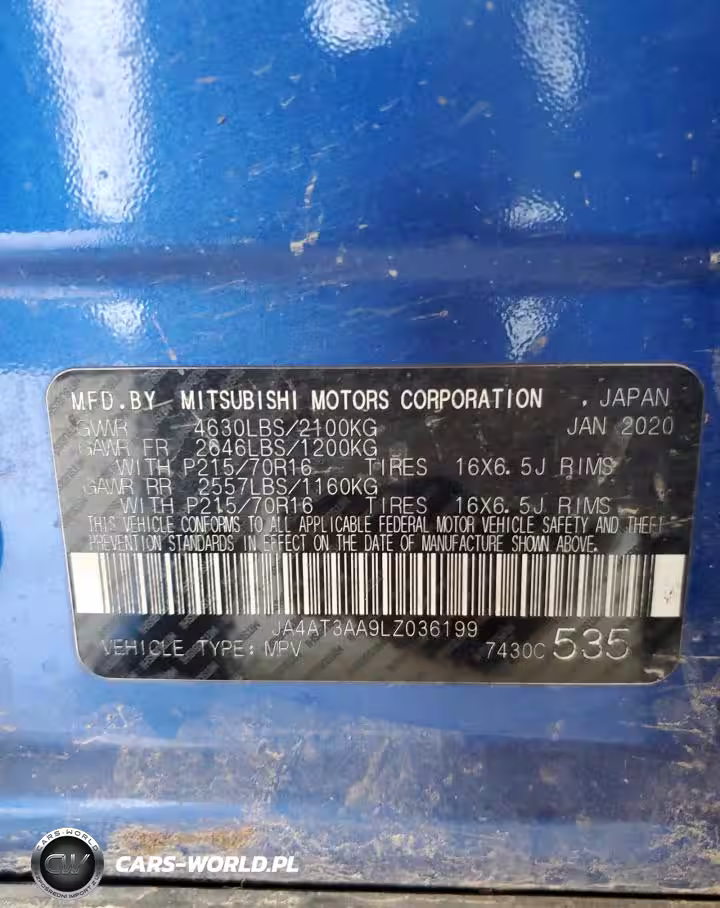 MFD.BY MITSUBISHI MOTORS CORPORATION . JAPAN
GVWR 4630LBS/2100KG JAN 2020
GAWR FR 2646LBS/1200KG
WITH P215/70R16 TIRES 16X6.5J RIMS
GAWR RR 2557LBS/1160KG
WITH P215/70R16 TIRES 16X6.5J RIMS
THIS VEHICLE CONFORMS TO ALL APPLICABLE FEDERAL MOTOR VEHICLE SAFETY AND THEFT
PREVENTION STANDARDS IN EFFECT ON THE DATE OF MANUFACTURE SHOWN ABOVE.
JA4AT3AA9LZ036199
VEHICLE TYPE: MPV 7430C 535
CARS-WORLD
CW
CARS-WORLD.PL